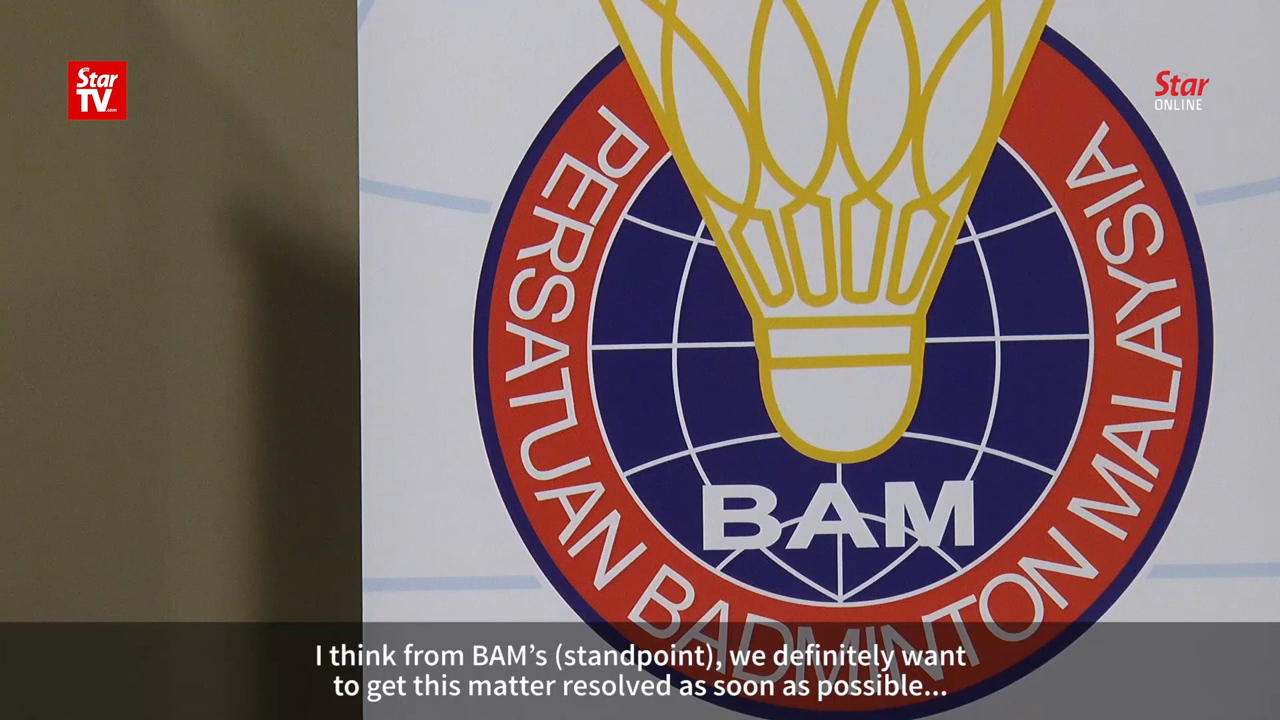 Star
TV.com
Star
ONLINE
PERSATUAN BADMINTON MALAYSIA
BAM
I think from BAM’s (standpoint), we definitely want
to get this matter resolved as soon as possible...